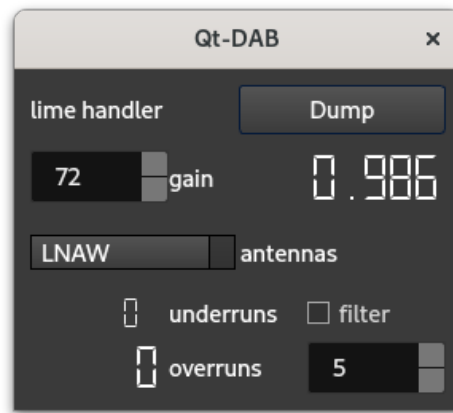 Qt-DAB ×
lime handler Dump
72 gain 0.986
LNAW antennas
0 underruns filter
0 overruns 5